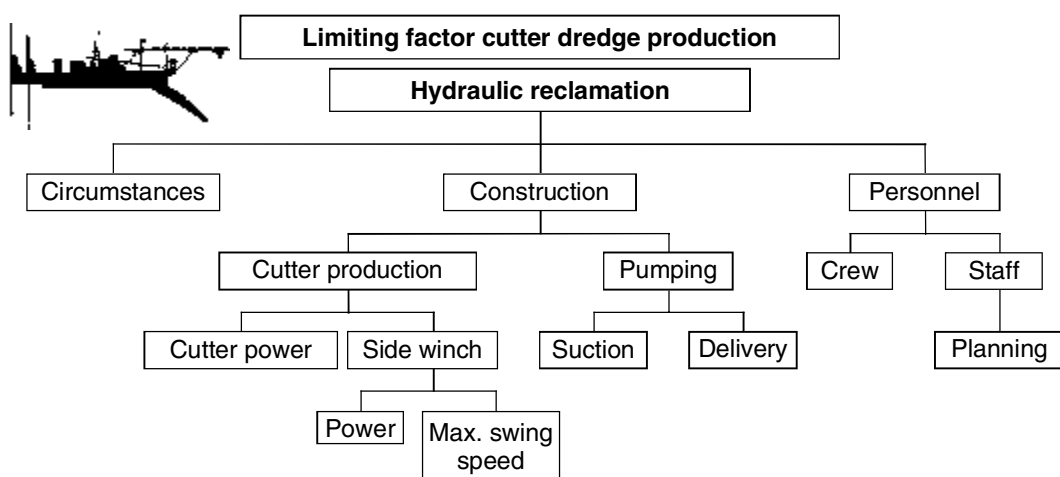 Limiting factor cutter dredge production
Hydraulic reclamation
Circumstances
Construction
Personnel
Cutter production
Pumping
Crew
Staff
Cutter power
Side winch
Suction
Delivery
Planning
Power
Max. swing
speed